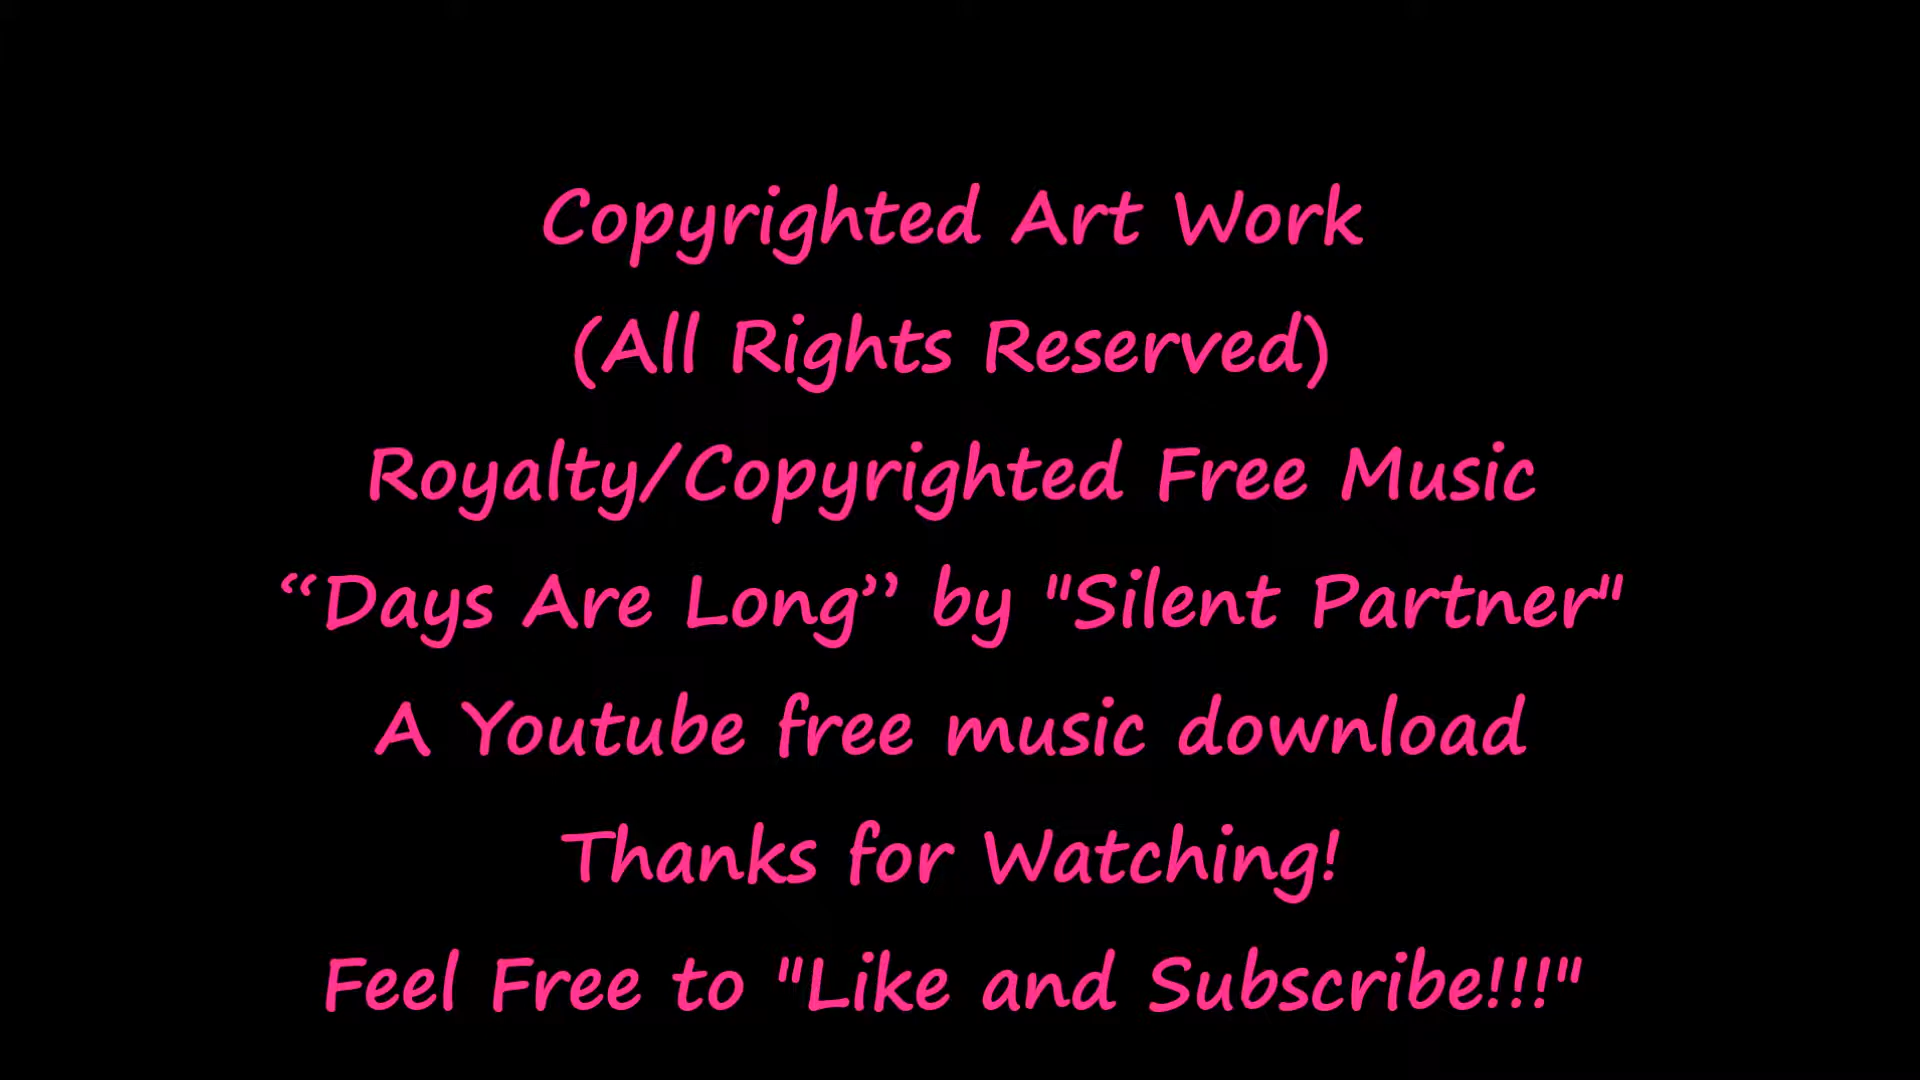 Copyrighted Art Work
(All Rights Reserved)
Royalty/Copyrighted Free Music
“Days Are Long” by "Silent Partner"
A Youtube free music download
Thanks for Watching!
Feel Free to "Like and Subscribe!!!"